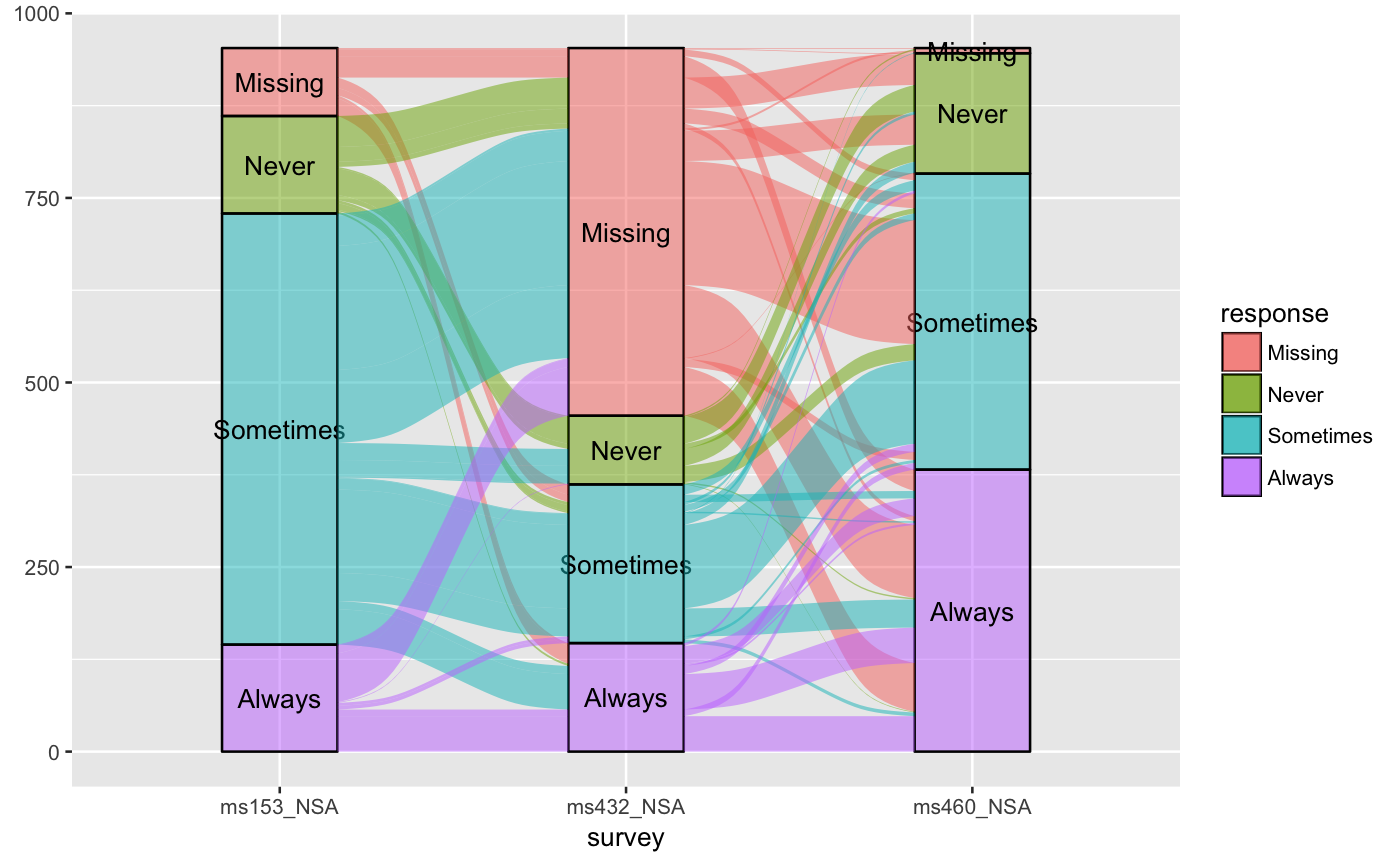 1000
750
500
250
0
Missing
Never
Sometimes
Always
Missing
Never
Sometimes
Always
Missing
Never
Sometimes
Always
ms153_NSA
ms432_NSA
ms460_NSA
survey
response
Missing
Never
Sometimes
Always